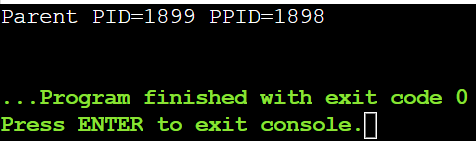 Parent PID=1899 PPID=1898
...Program finished with exit code 0
Press ENTER to exit console.